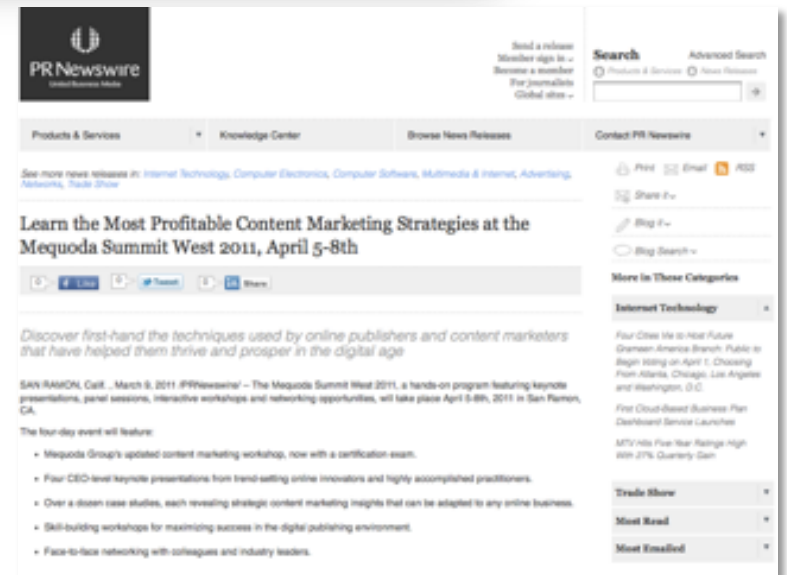 PR Newswire
United Business Media
Send a release
Member sign in
Become a member
For journalists
Global sites
Search
Advanced Search
Products & Services
News Releases
Products & Services
Knowledge Center
Browse News Releases
Contact PR Newswire
See more news releases in: Internet Technology, Computer Electronics, Computer Software, Multimedia & Internet, Advertising,
Networks, Trade Show
Learn the Most Profitable Content Marketing Strategies at the
Mequoda Summit West 2011, April 5-8th
0
Like
0
Tweet
0
Share
Discover first-hand the techniques used by online publishers and content marketers
that have helped them thrive and prosper in the digital age
SAN RAMON, Calif., March 9, 2011 /PRNewswire/ -- The Mequoda Summit West 2011, a hands-on program featuring keynote
presentations, panel sessions, interactive workshops and networking opportunities, will take place April 5-8th, 2011 in San Ramon,
CA.
The four-day event will feature:
• Mequoda Group's updated content marketing workshop, now with a certification exam.
• Four CEO-level keynote presentations from trend-setting online innovators and highly accomplished practitioners.
• Over a dozen case studies, each revealing strategic content marketing insights that can be adapted to any online business.
• Skill-building workshops for maximizing success in the digital publishing environment.
• Face-to-face networking with colleagues and industry leaders.
Print
Email
RSS
Share it
Blog it
Blog Search
More in These Categories
Internet Technology
Four Cities Vie to Host Future
Grameen America Branch: Public to
Begin Voting on April 1, Choosing
From Atlanta, Chicago, Los Angeles
and Washington, D.C.
First Cloud-Based Business Plan
Dashboard Service Launches
MTV Hits Five-Year Ratings High
With 27% Quarterly Gain
Trade Show
Most Read
Most Emailed